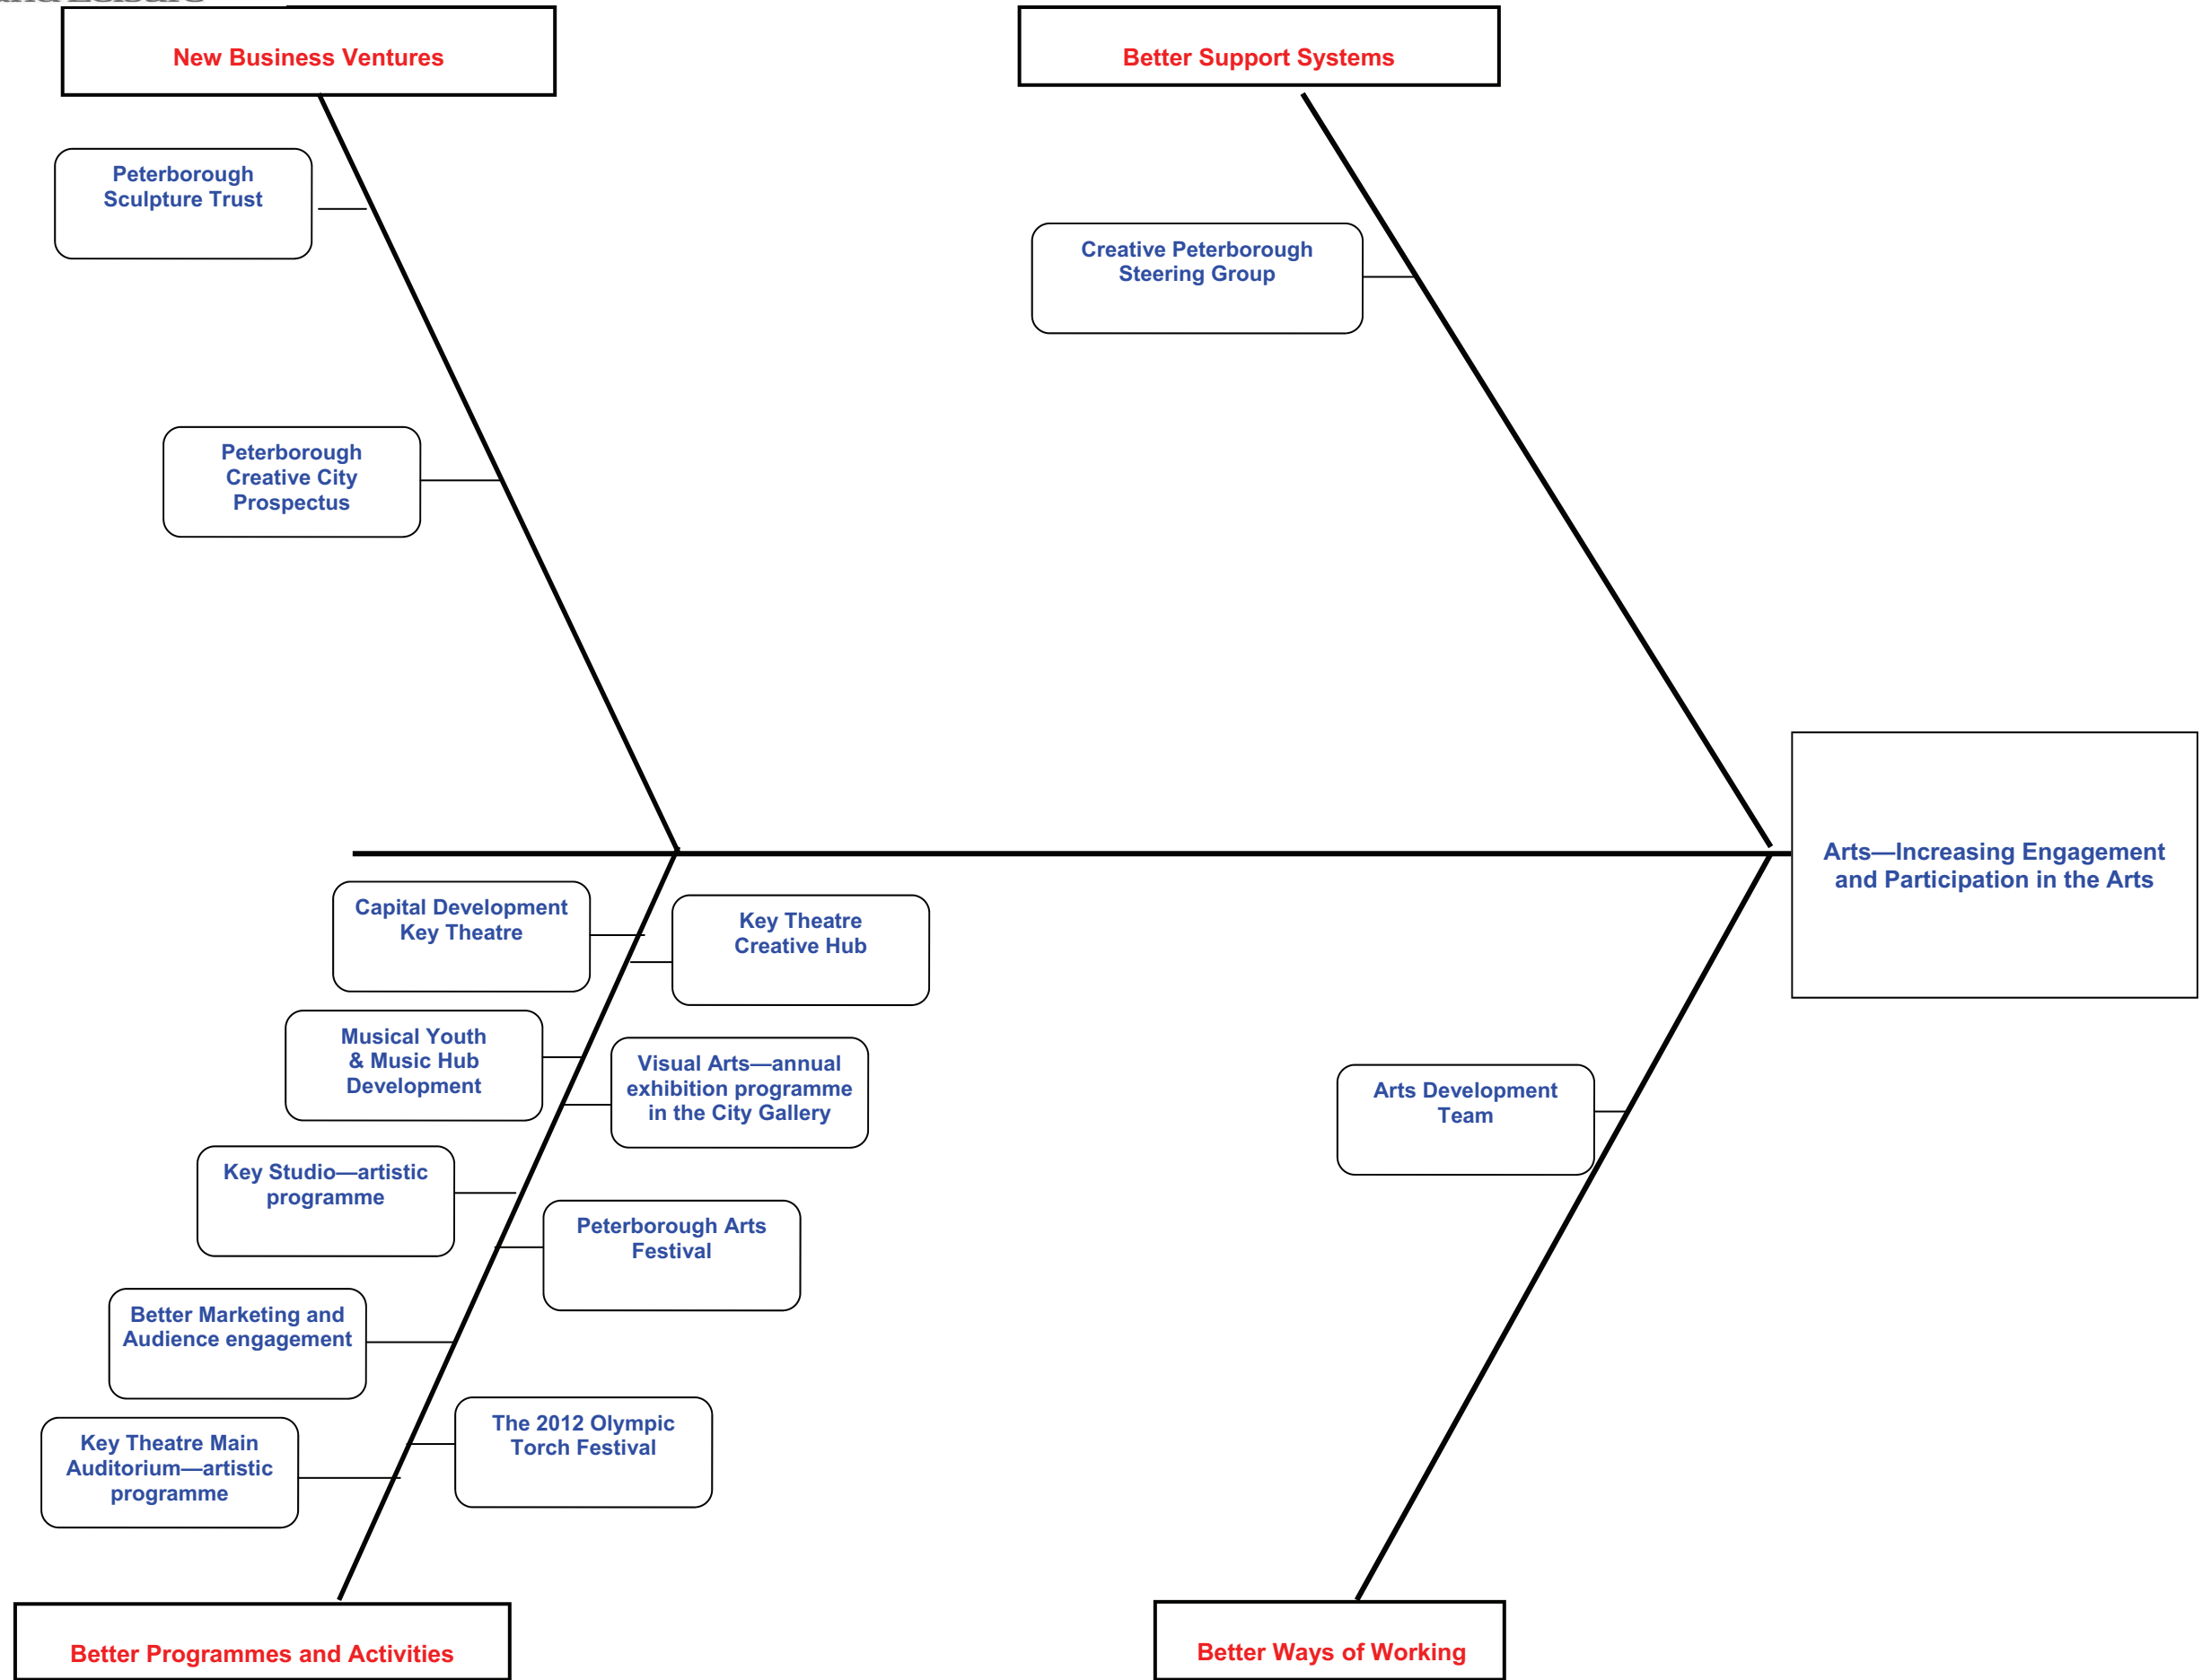 New Business Ventures
Better Support Systems
Peterborough
Sculpture Trust
Creative Peterborough
Steering Group
Peterborough
Creative City
Prospectus
Arts—Increasing Engagement
and Participation in the Arts
Capital Development
Key Theatre
Key Theatre
Creative Hub
Musical Youth
& Music Hub
Development
Visual Arts—annual
exhibition programme
in the City Gallery
Arts Development
Team
Key Studio—artistic
programme
Peterborough Arts
Festival
Better Marketing and
Audience engagement
The 2012 Olympic
Torch Festival
Key Theatre Main
Auditorium—artistic
programme
Better Programmes and Activities
Better Ways of Working